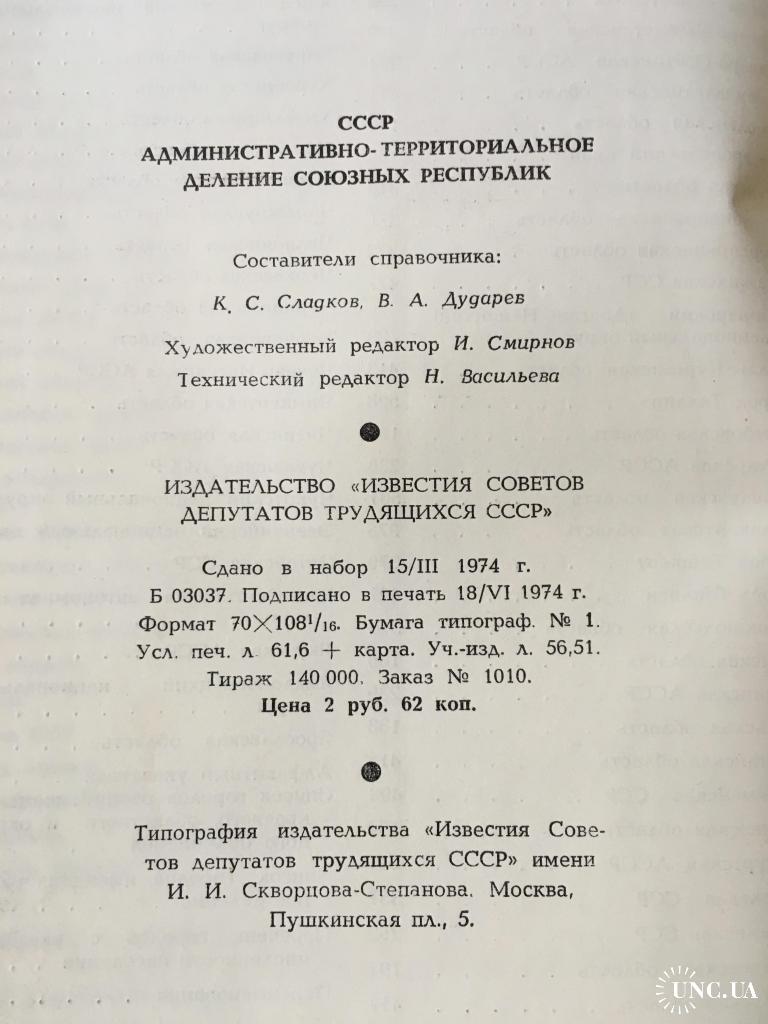 СССР
АДМИНИСТРАТИВНО-ТЕРРИТОРИАЛЬНОЕ
ДЕЛЕНИЕ СОЮЗНЫХ РЕСПУБЛИК
Составители справочника:
К. С. Сладков, В. А. Дударев
Художественный редактор И. Смирнов
Технический редактор Н. Васильева
ИЗДАТЕЛЬСТВО «ИЗВЕСТИЯ СОВЕТОВ
ДЕПУТАТОВ ТРУДЯЩИХСЯ СССР»
Сдано в набор 15/III 1974 г.
Б 03037. Подписано в печать 18/VI 1974 г.
Формат 70×108¹/₁₆. Бумага типограф. № 1.
Усл. печ. л 61,6 + карта. Уч.-изд. л. 56,51.
Тираж 140 000. Заказ № 1010.
Цена 2 руб. 62 коп.
Типография издательства «Известия Сове-
тов депутатов трудящихся СССР» имени
И. И. Скворцова-Степанова. Москва,
Пушкинская пл., 5.
UNC.UA